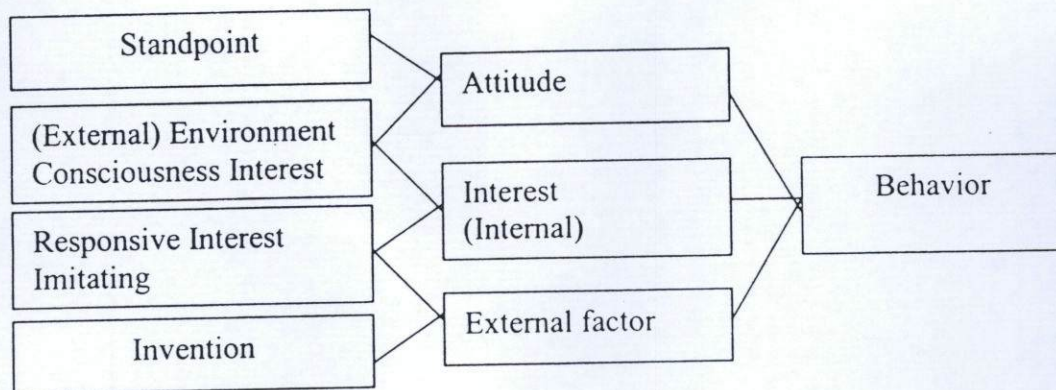 Standpoint
(External) Environment
Consciousness Interest
Responsive Interest
Imitating
Invention
Attitude
Interest
(Internal)
External factor
Behavior